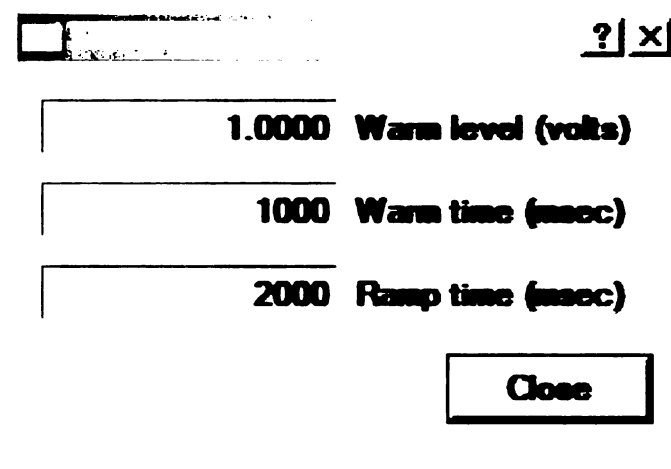 ? X
1.0000 Warm level (volts)
1000 Warm time (msec)
2000 Ramp time (msec)
Close